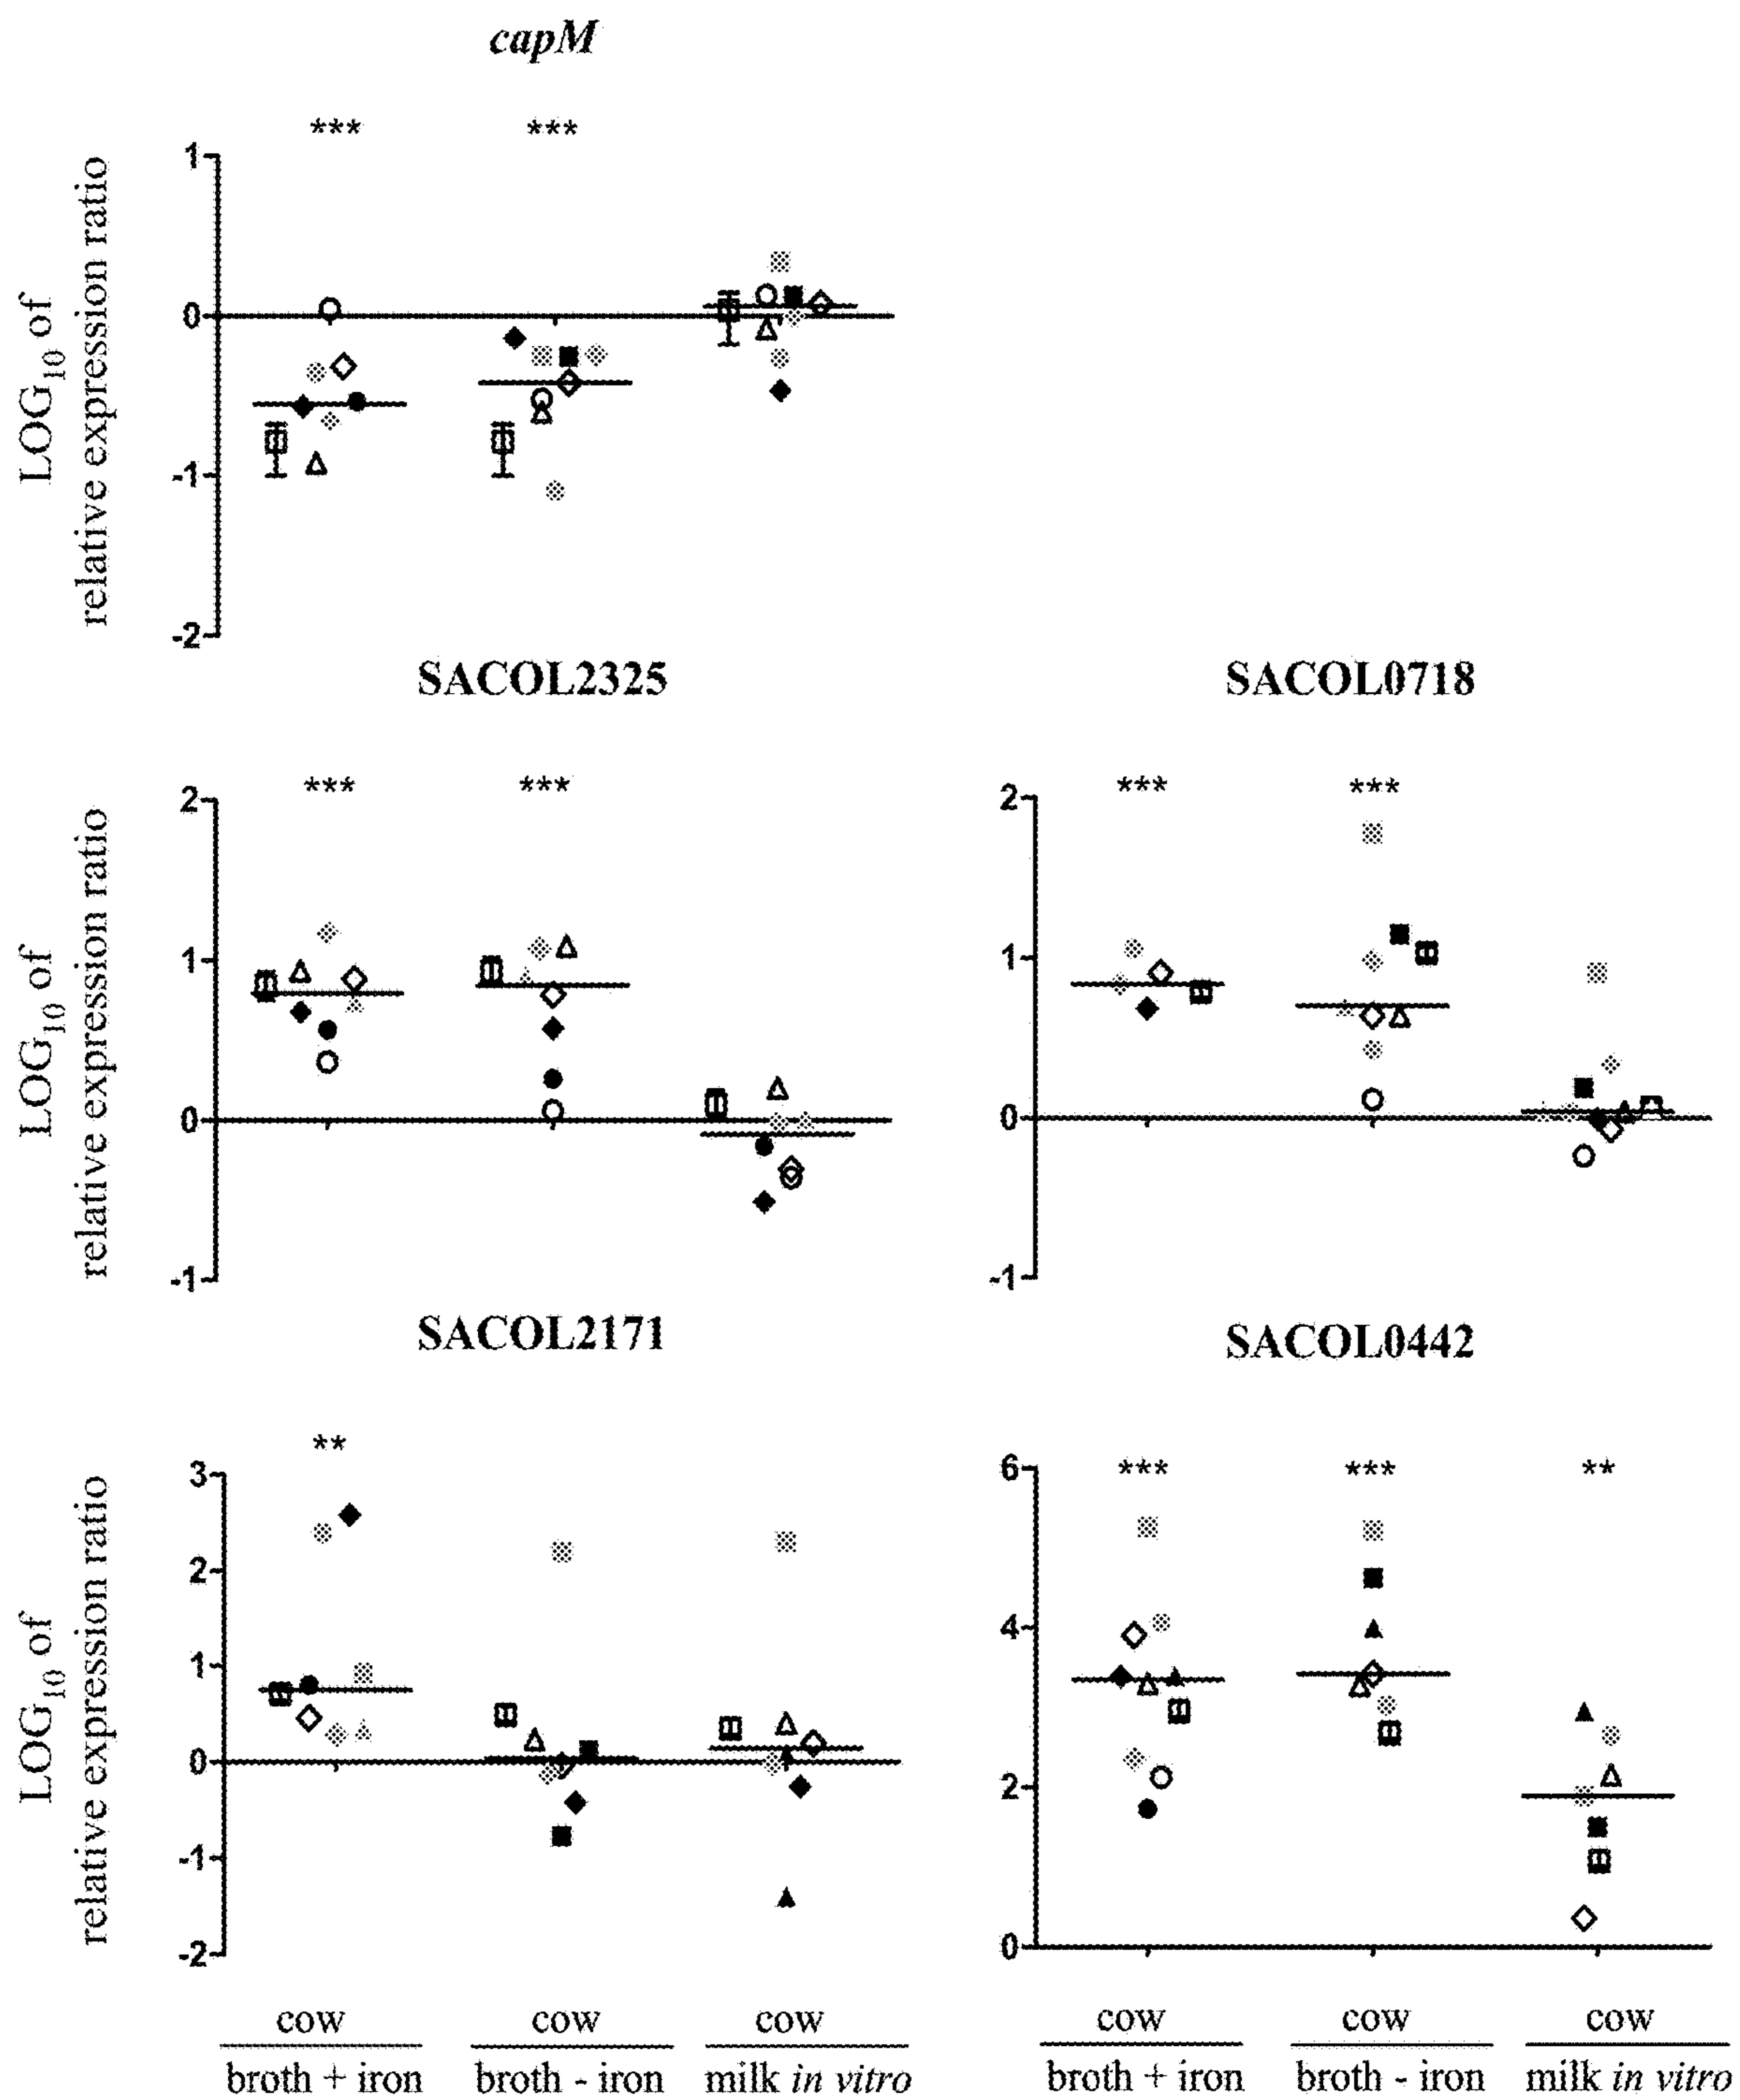 capM
*** ***
LOG10 of
relative expression ratio
1
0
-1
-2
SACOL2325
*** ***
LOG10 of
relative expression ratio
2
1
0
-1
SACOL0718
*** ***
2
1
0
-1
SACOL2171
**
LOG10 of
relative expression ratio
3
2
1
0
-1
-2
SACOL0442
*** *** **
6
4
2
0
cow cow cow cow cow cow
broth + iron broth - iron milk in vitro broth + iron broth - iron milk in vitro